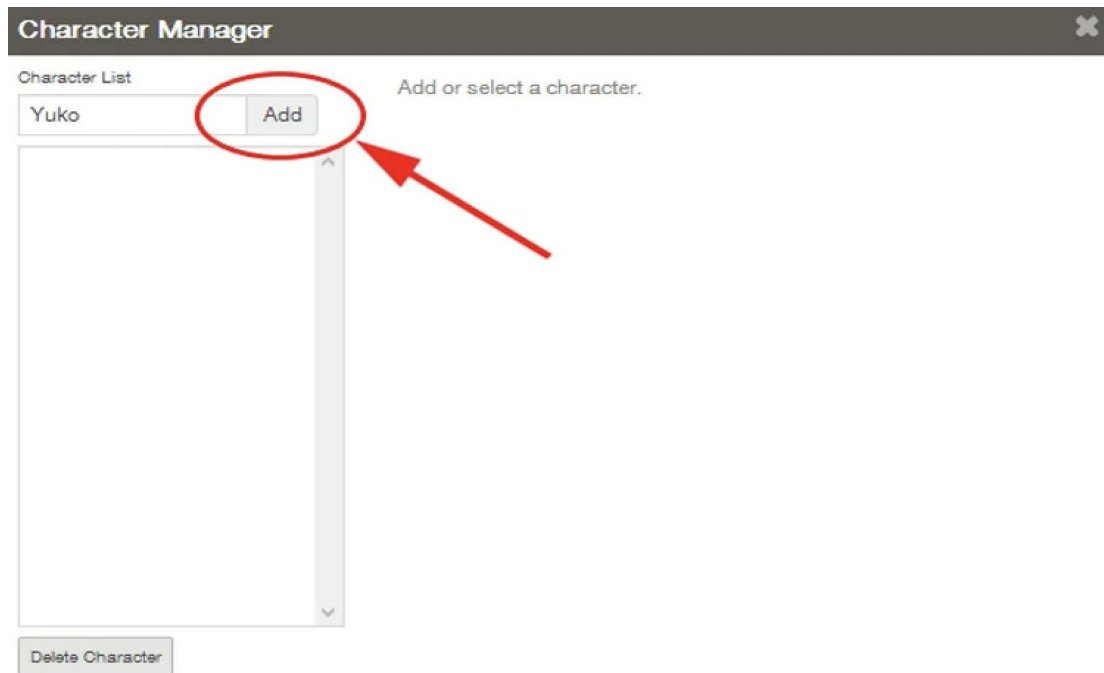 Character Manager
Character List
Yuko
Add
Add or select a character.
Delete Character